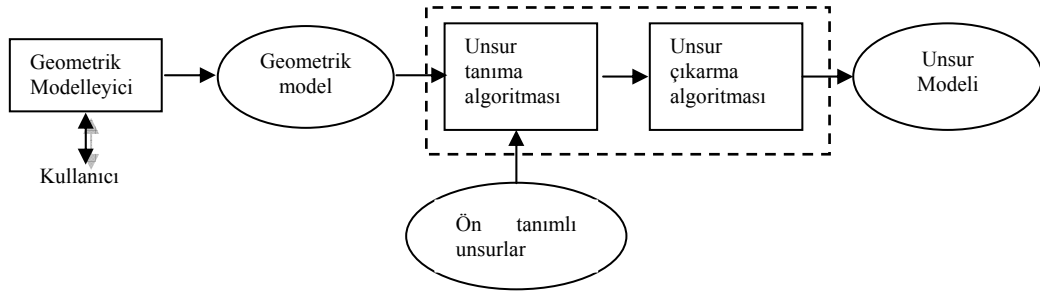 Geometrik
Modelleyici
Kullanıcı
Geometrik
model
Unsur
tanıma
algoritması
Unsur
çıkarma
algoritması
Unsur
Modeli
Ön tanımlı
unsurlar